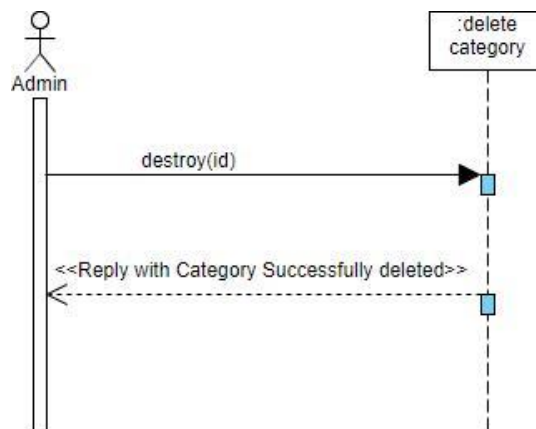 :delete
category
Admin
destroy(id)
<<Reply with Category Successfully deleted>>